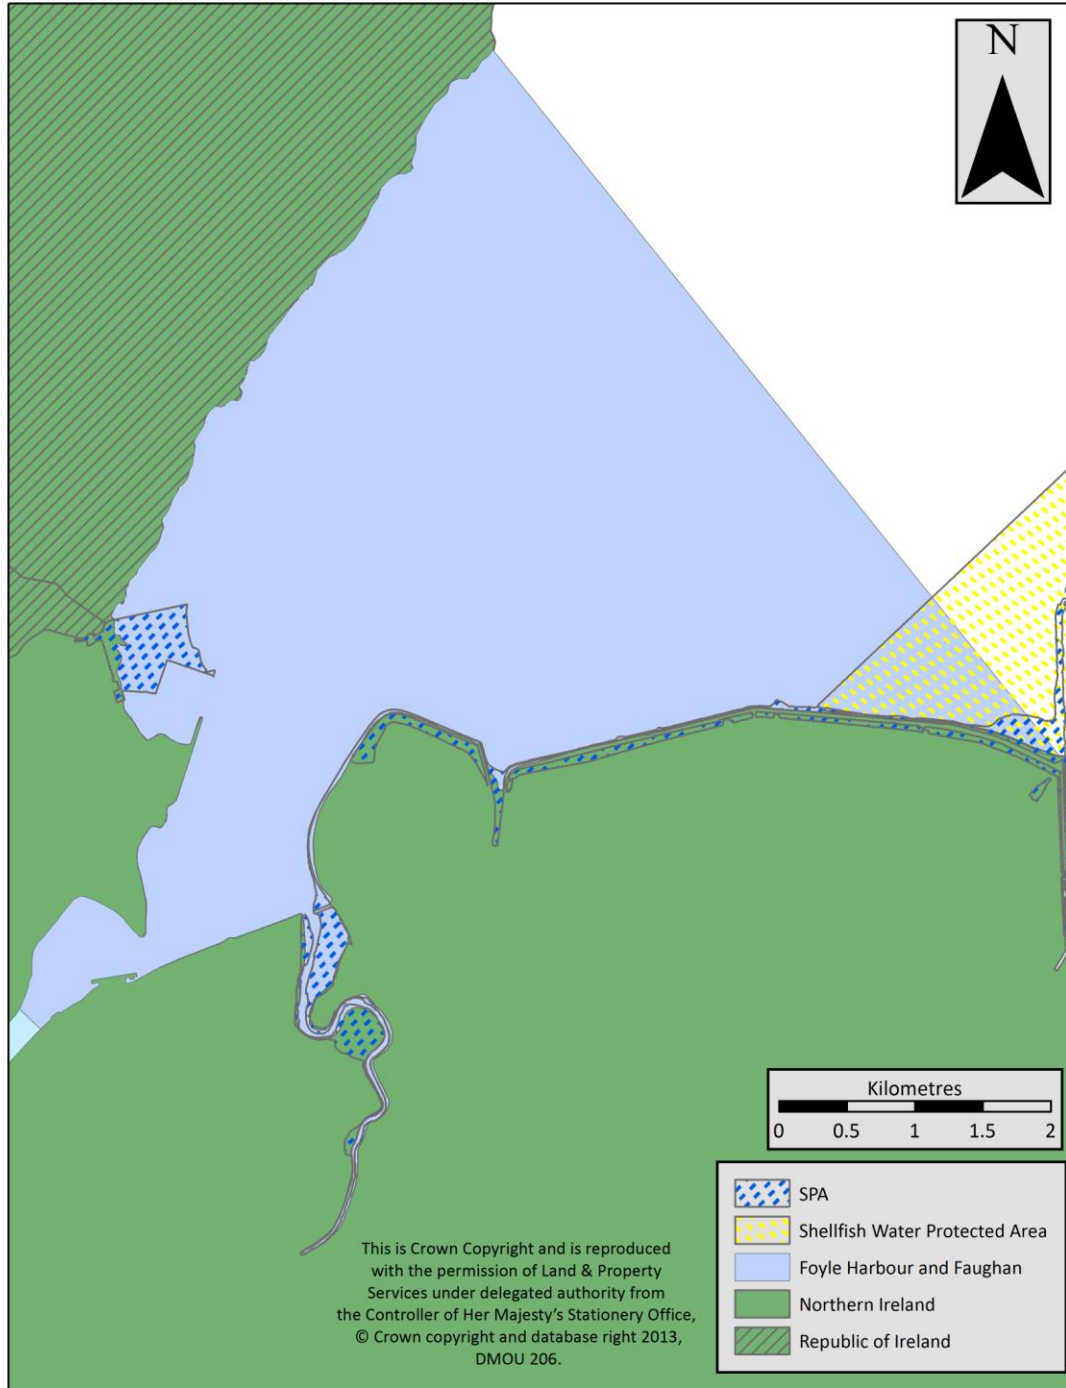 N
Kilometres
0 0.5 1 1.5 2
SPA
Shellfish Water Protected Area
Foyle Harbour and Faughan
Northern Ireland
Republic of Ireland
This is Crown Copyright and is reproduced
with the permission of Land & Property
Services under delegated authority from
the Controller of Her Majesty's Stationery Office,
© Crown copyright and database right 2013,
DMOU 206.